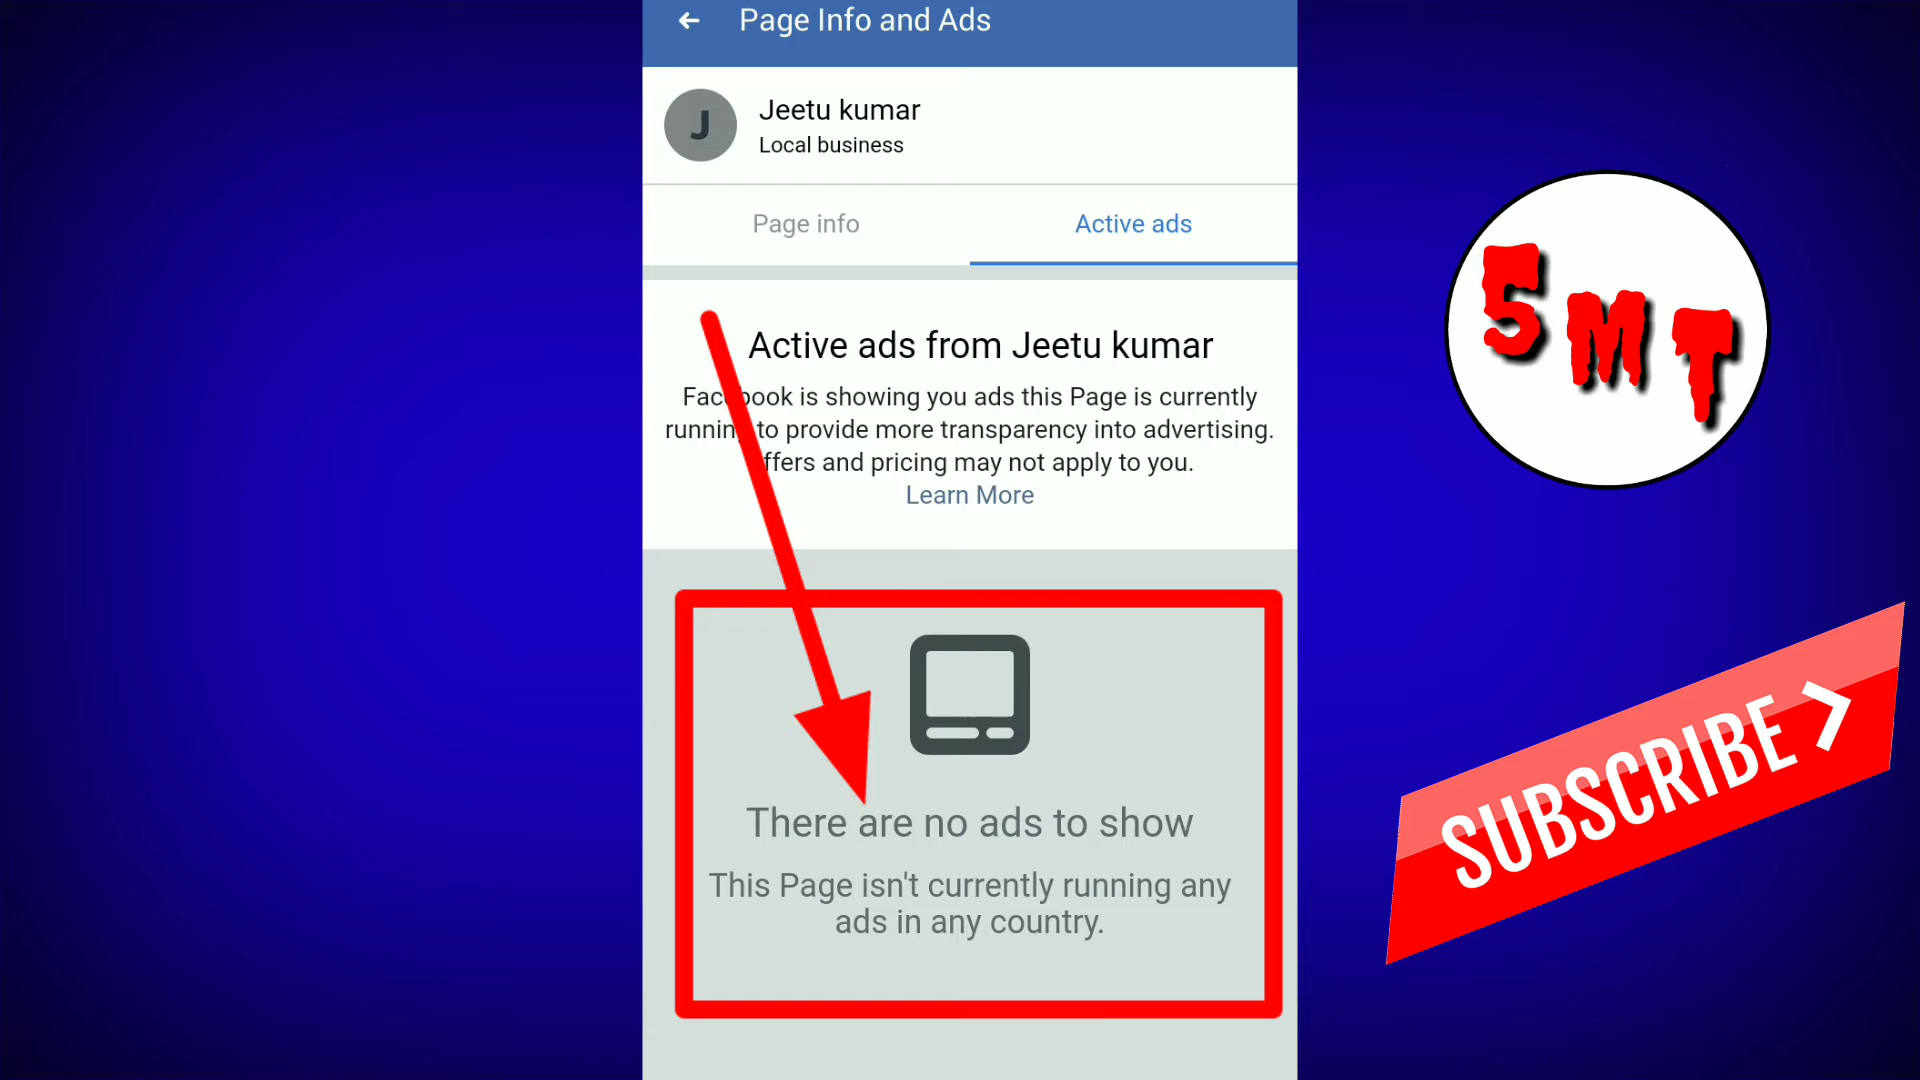 Page Info and Ads
J
Jeetu kumar
Local business
Page info
Active ads
Active ads from Jeetu kumar
Facebook is showing you ads this Page is currently
running to provide more transparency into advertising.
ffers and pricing may not apply to you.
Learn More
There are no ads to show
This Page isn't currently running any
ads in any country.
5MT
SUBSCRIBE